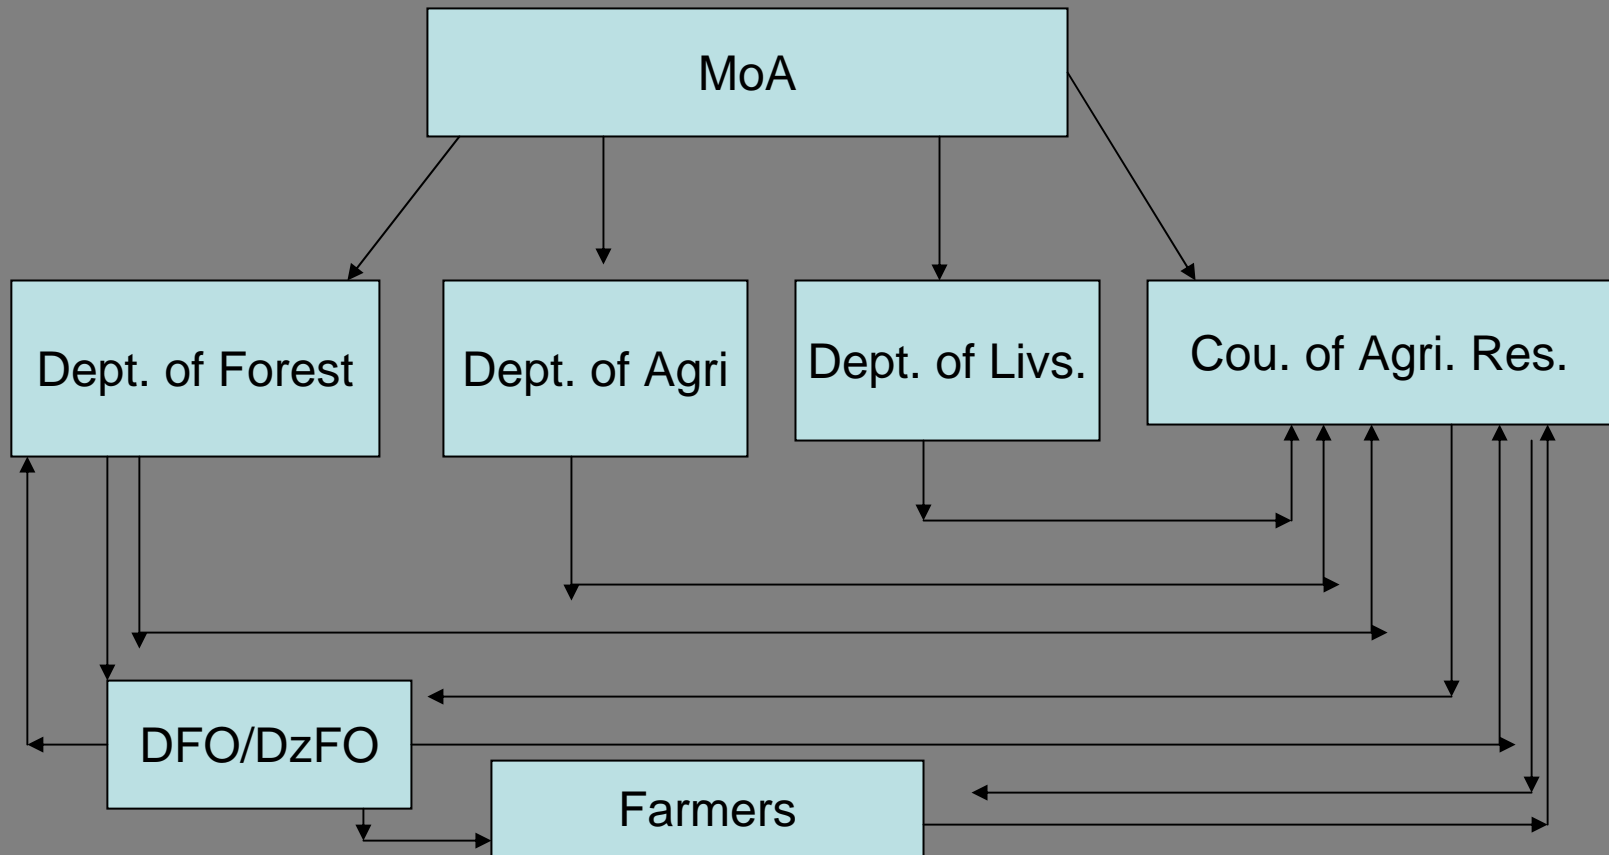 MoA
Dept. of Forest
Dept. of Agri
Dept. of Livs.
Cou. of Agri. Res.
DFO/DzFO
Farmers